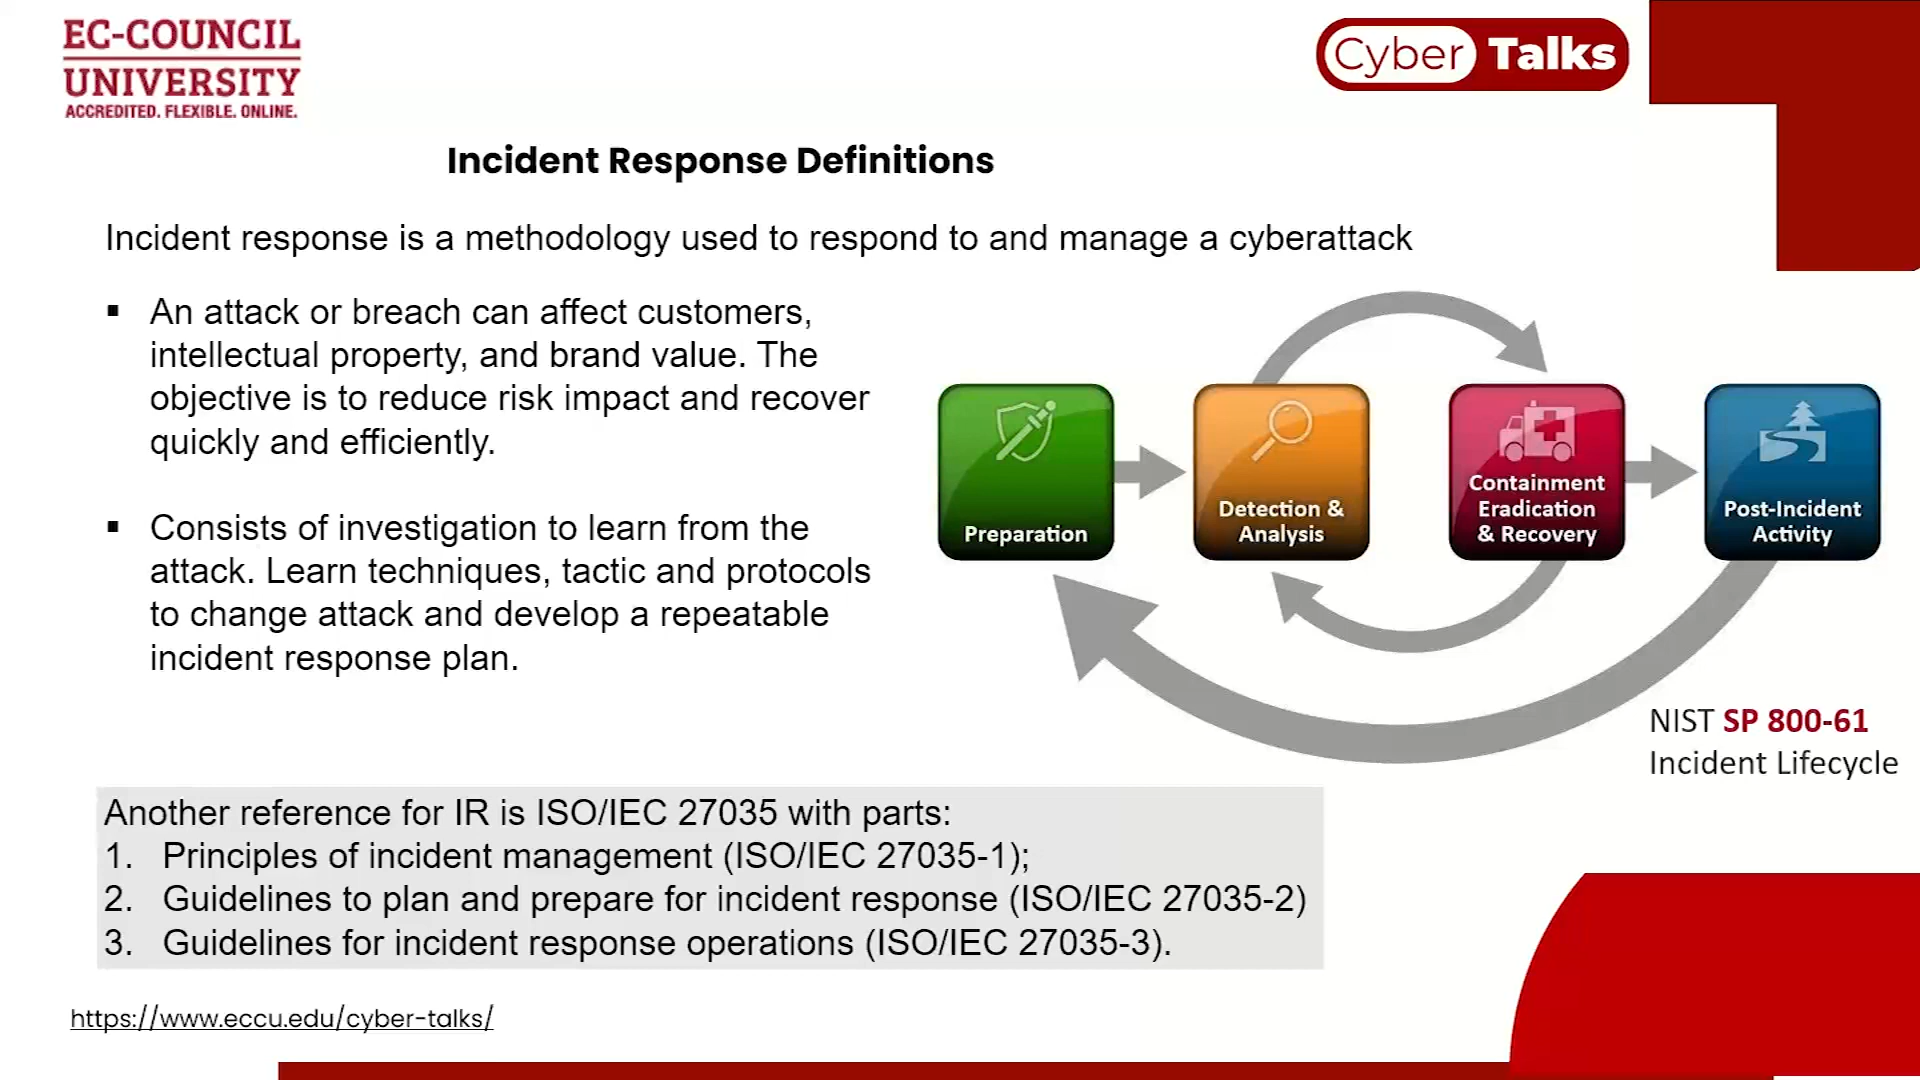 EC-COUNCIL
UNIVERSITY
ACCREDITED. FLEXIBLE. ONLINE.
Cyber Talks
Incident Response Definitions
Incident response is a methodology used to respond to and manage a cyberattack
▪ An attack or breach can affect customers,
intellectual property, and brand value. The
objective is to reduce risk impact and recover
quickly and efficiently.
▪ Consists of investigation to learn from the
attack. Learn techniques, tactic and protocols
to change attack and develop a repeatable
incident response plan.
Preparation
Detection &
Analysis
Containment
Eradication
& Recovery
Post-Incident
Activity
NIST SP 800-61
Incident Lifecycle
Another reference for IR is ISO/IEC 27035 with parts:
1. Principles of incident management (ISO/IEC 27035-1);
2. Guidelines to plan and prepare for incident response (ISO/IEC 27035-2)
3. Guidelines for incident response operations (ISO/IEC 27035-3).
https://www.eccu.edu/cyber-talks/